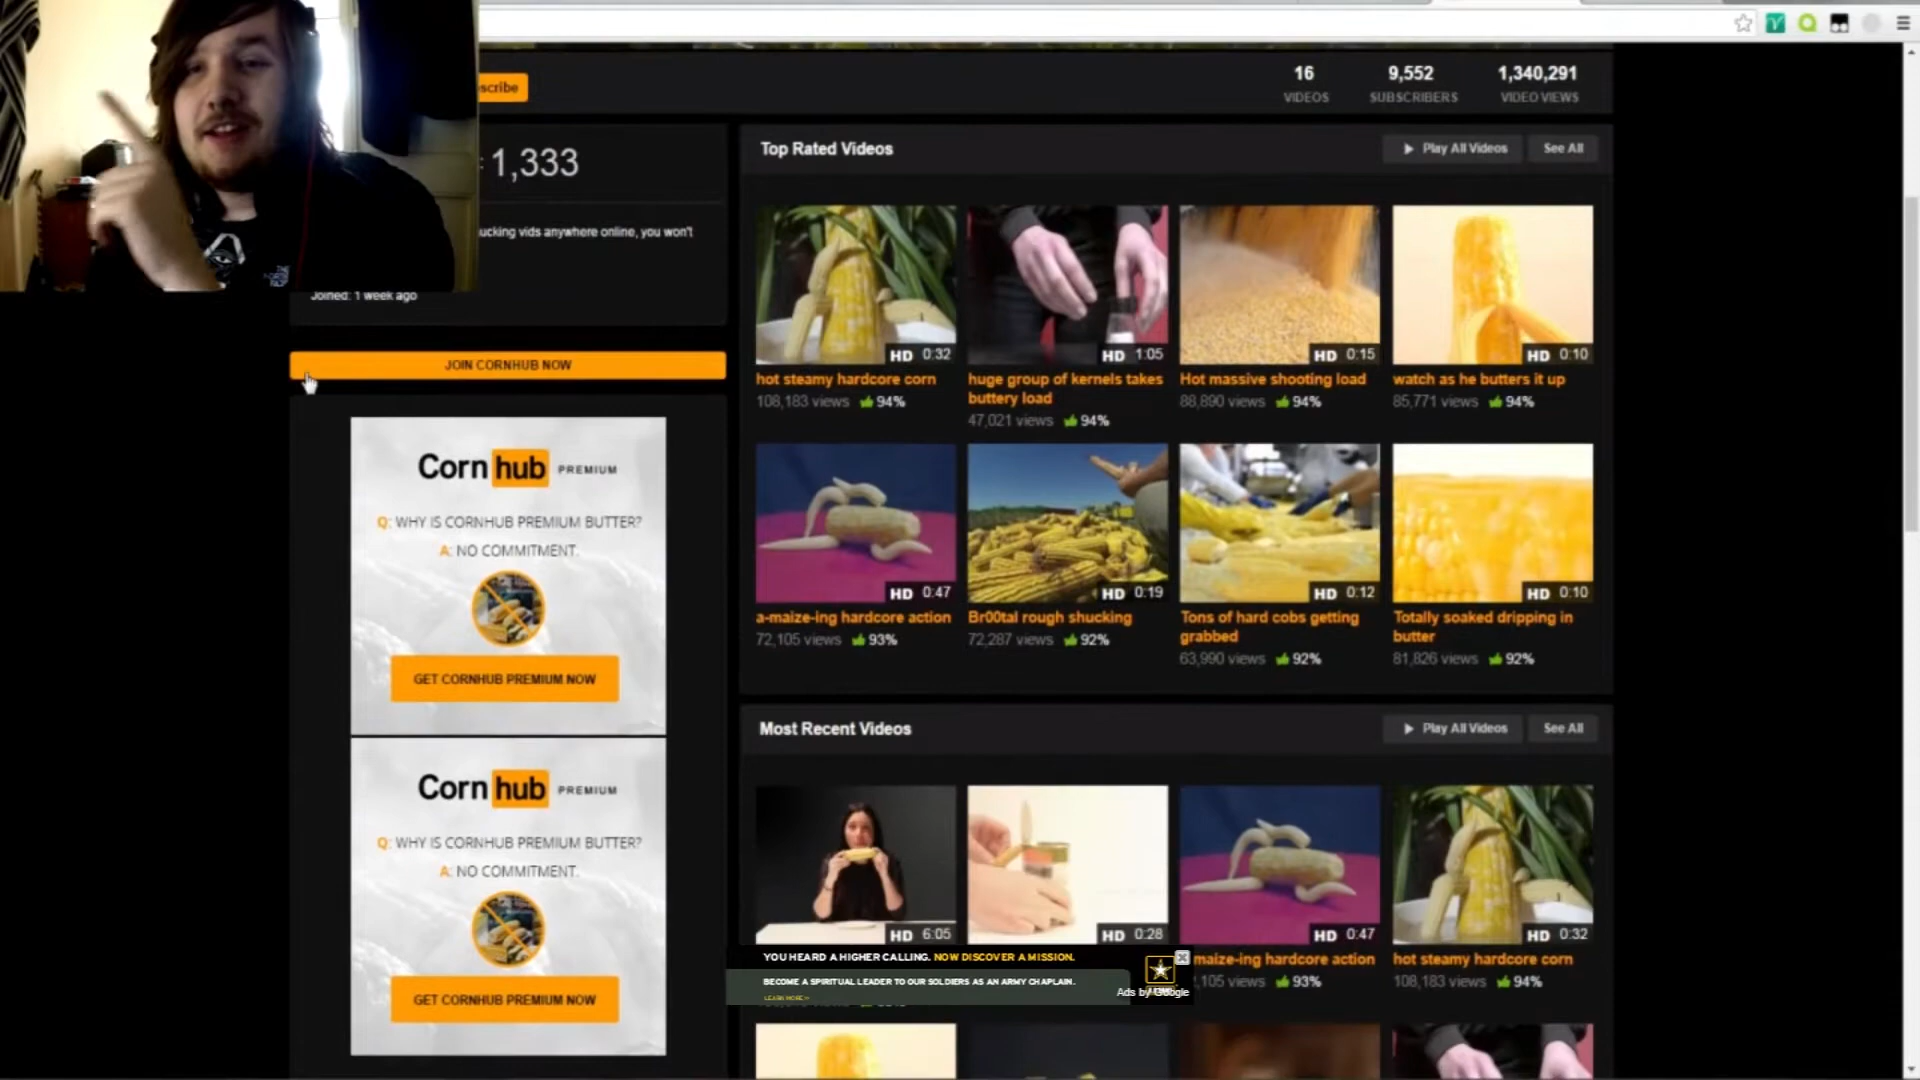 scribe
16
VIDEOS
9,552
SUBSCRIBERS
1,340,291
VIDEO VIEWS
1,333
ucking vids anywhere online, you won't
Joined: 1 week ago
JOIN CORNHUB NOW
Corn hub PREMIUM
Q: WHY IS CORNHUB PREMIUM BUTTER?
A: NO COMMITMENT.
GET CORNHUB PREMIUM NOW
Corn hub PREMIUM
Q: WHY IS CORNHUB PREMIUM BUTTER?
A: NO COMMITMENT.
GET CORNHUB PREMIUM NOW
Top Rated Videos
Play All Videos
See All
HD 0:32
HD 1:05
HD 0:15
HD 0:10
hot steamy hardcore corn
108,183 views 94%
huge group of kernels takes
buttery load
47,021 views 94%
Hot massive shooting load
88,890 views 94%
watch as he butters it up
85,771 views 94%
HD 0:47
HD 0:19
HD 0:12
HD 0:10
a-maize-ing hardcore action
72,105 views 93%
Br00tal rough shucking
72,287 views 92%
Tons of hard cobs getting
grabbed
63,990 views 92%
Totally soaked dripping in
butter
81,826 views 92%
Most Recent Videos
Play All Videos
See All
HD 6:05
HD 0:28
HD 0:47
HD 0:32
maize-ing hardcore action
,105 views 93%
hot steamy hardcore corn
108,183 views 94%
YOU HEARD A HIGHER CALLING. NOW DISCOVER A MISSION.
BECOME A SPIRITUAL LEADER TO OUR SOLDIERS AS AN ARMY CHAPLAIN.
LEARN MORE
Ads by Google